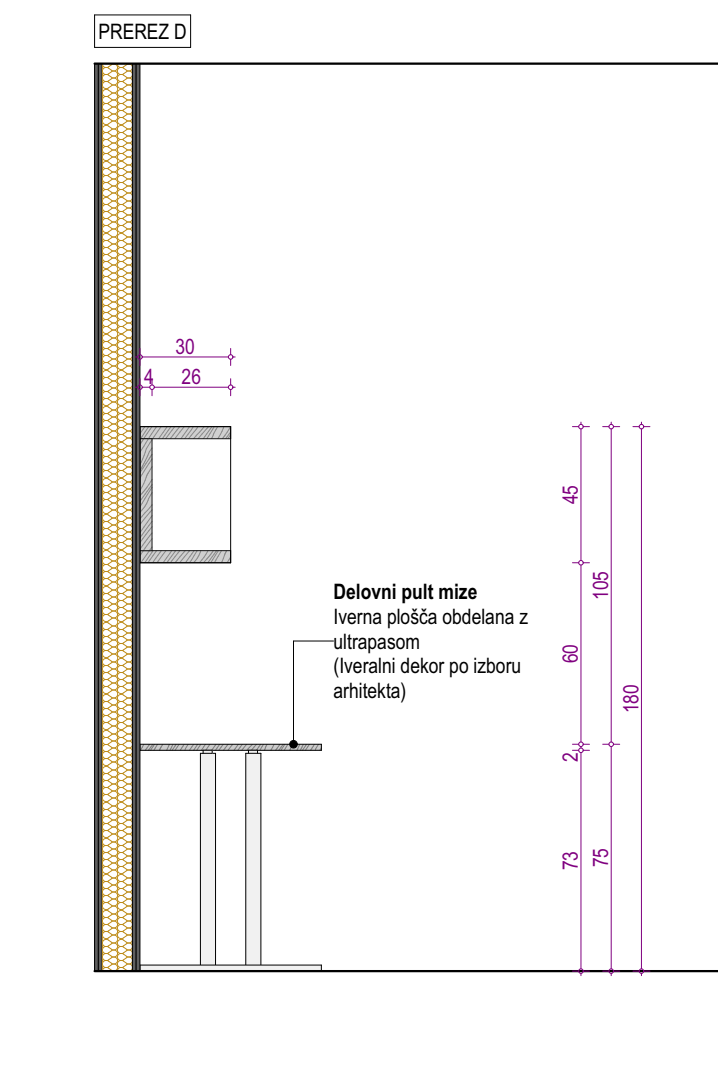 PREREZ D
30
4 26
45
105
Delovni pult mize
Iverna plošča obdelana z
ultrapasom
(Iveralni dekor po izboru
arhitekta)
60
180
2
73
75